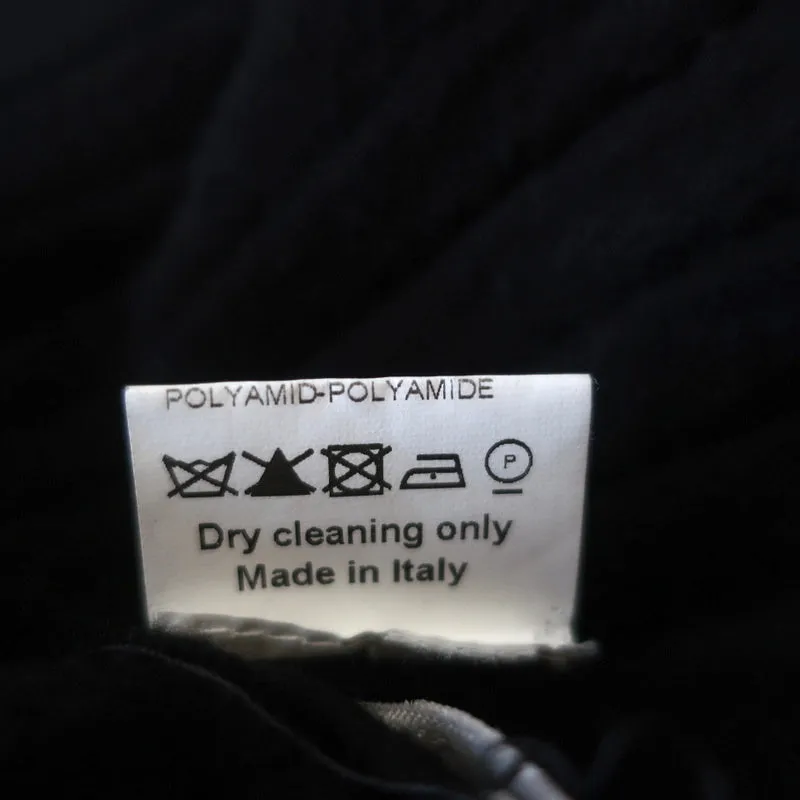 POLYAMID-POLYAMIDE
P
Dry cleaning only
Made in Italy